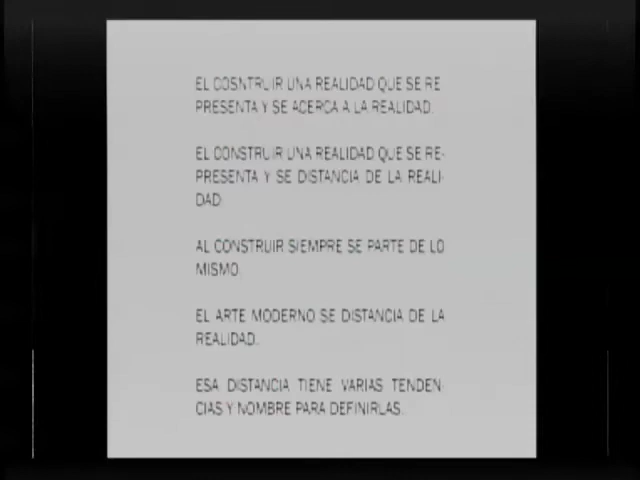 EL COSNTRUIR UNA REALIDAD QUE SE RE
PRESENTA Y SE ACERCA A LA REALIDAD.
EL CONSTRUIR UNA REALIDAD QUE SE RE-
PRESENTA Y SE DISTANCIA DE LA REALI-
DAD
AL CONSTRUIR SIEMPRE SE PARTE DE LO
MISMO.
EL ARTE MODERNO SE DISTANCIA DE LA
REALIDAD.
ESA DISTANCIA TIENE VARIAS TENDEN-
CIAS Y NOMBRE PARA DEFINIRLAS.